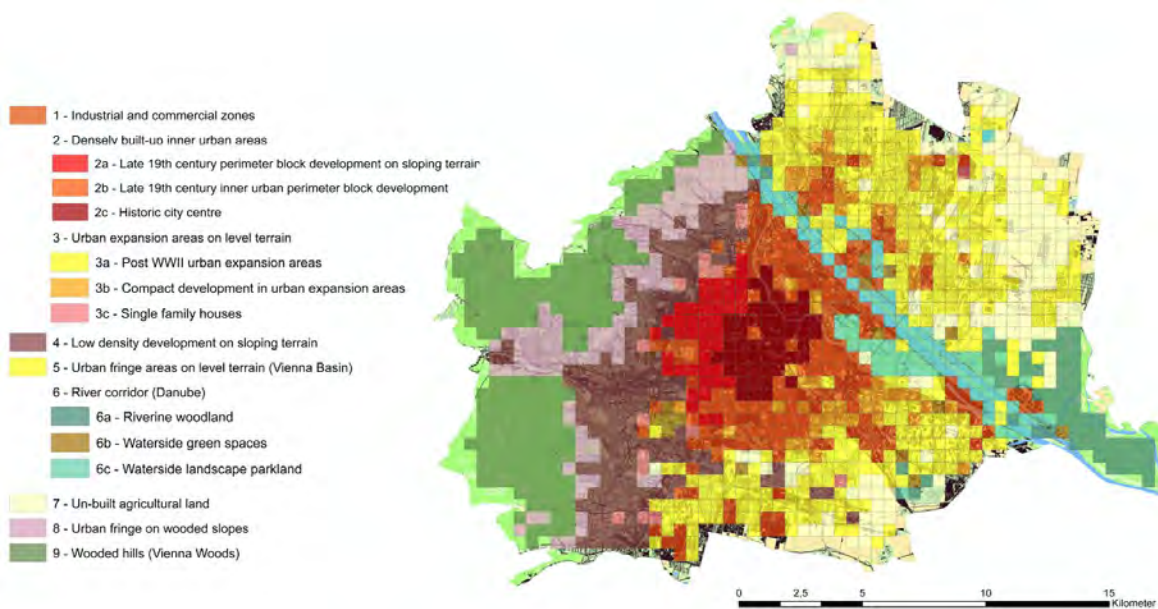 1 - Industrial and commercial zones
2 - Densely built-up inner urban areas
2a - Late 19th century perimeter block development on sloping terrain
2b - Late 19th century inner urban perimeter block development
2c - Historic city centre
3 - Urban expansion areas on level terrain
3a - Post WWII urban expansion areas
3b - Compact development in urban expansion areas
3c - Single family houses
4 - Low density development on sloping terrain
5 - Urban fringe areas on level terrain (Vienna Basin)
6 - River corridor (Danube)
6a - Riverine woodland
6b - Waterside green spaces
6c - Waterside landscape parkland
7 - Un-built agricultural land
8 - Urban fringe on wooded slopes
9 - Wooded hills (Vienna Woods)
0 2,5 5 10 15
Kilometer